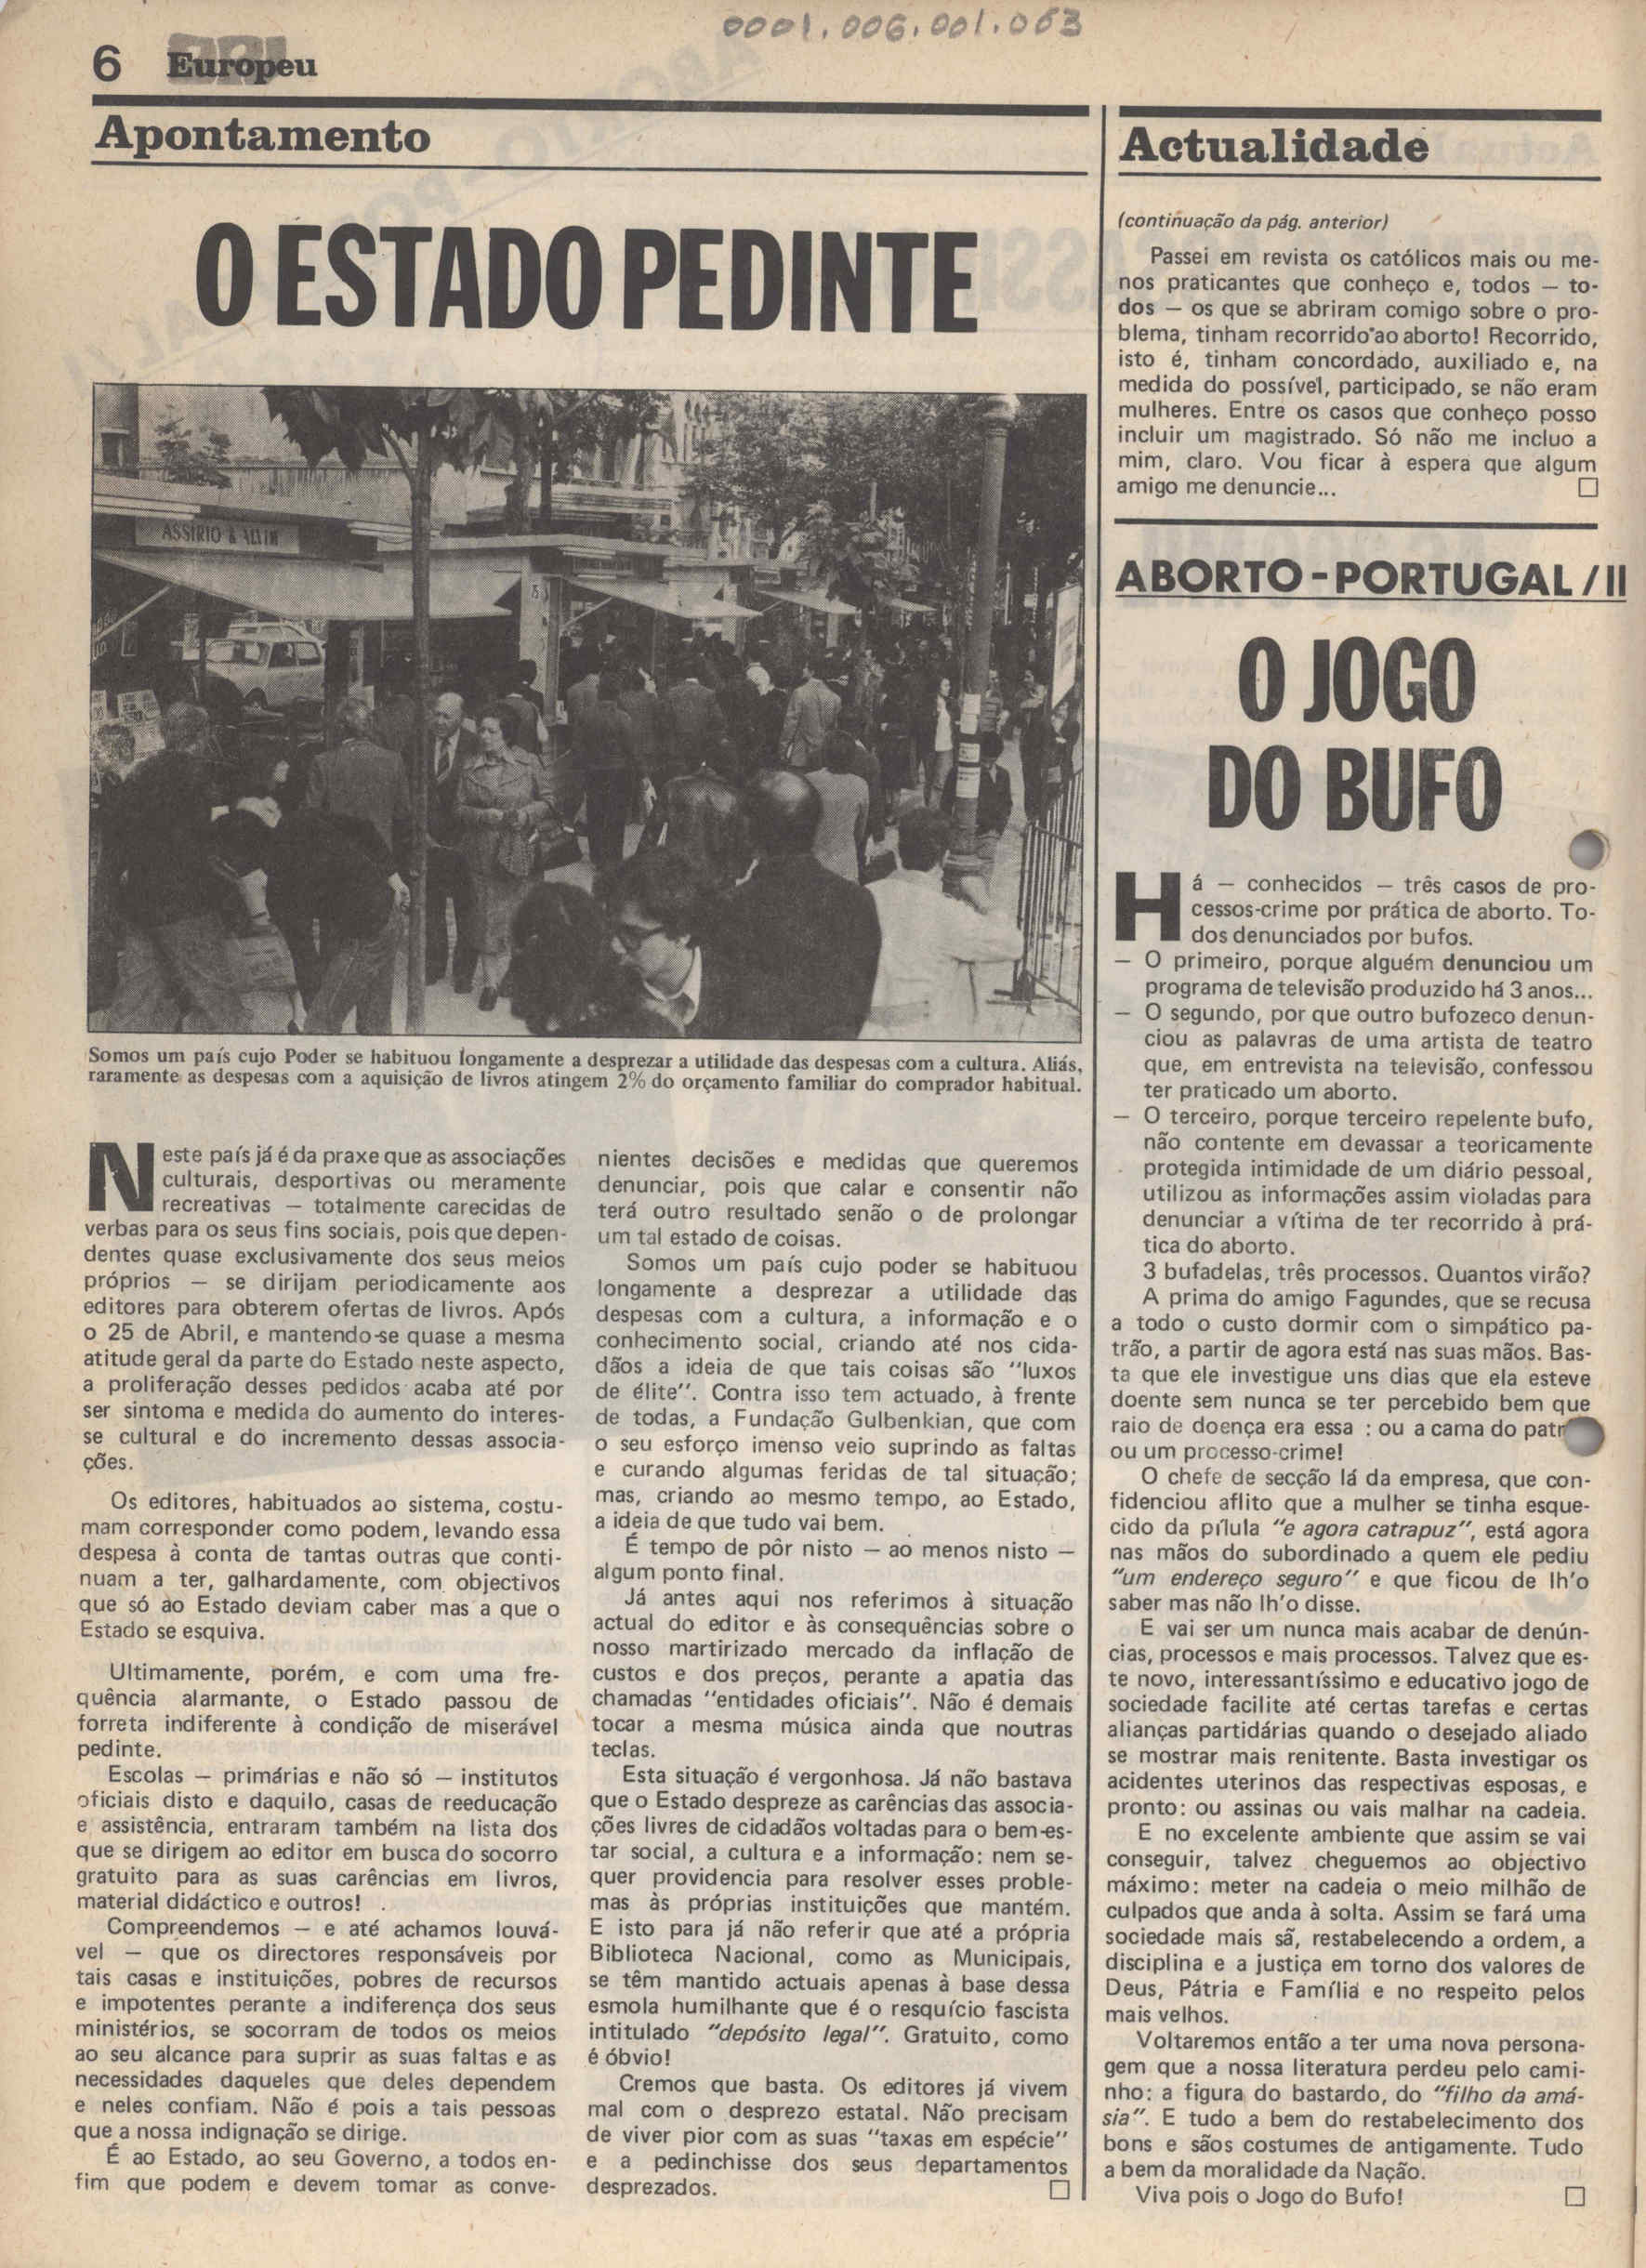 0001.006.001.053
6 Europeu
Apontamento
O ESTADO PEDINTE
ASSÍRIO & ALVIM
Somos um país cujo Poder se habituou longamente a desprezar a utilidade das despesas com a cultura. Aliás,
raramente as despesas com a aquisição de livros atingem 2% do orçamento familiar do comprador habitual.
Neste país já é da praxe que as associações
culturais, desportivas ou meramente
recreativas — totalmente carecidas de
verbas para os seus fins sociais, pois que depen-
dentes quase exclusivamente dos seus meios
próprios — se dirijam periodicamente aos
editores para obterem ofertas de livros. Após
o 25 de Abril, e mantendo-se quase a mesma
atitude geral da parte do Estado neste aspecto,
a proliferação desses pedidos acaba até por
ser sintoma e medida do aumento do interes-
se cultural e do incremento dessas associa-
ções.
Os editores, habituados ao sistema, costu-
mam corresponder como podem, levando essa
despesa à conta de tantas outras que conti-
nuam a ter, galhardamente, com objectivos
que só ao Estado deviam caber mas a que o
Estado se esquiva.
Ultimamente, porém, e com uma fre-
quência alarmante, o Estado passou de
forreta indiferente à condição de miserável
pedinte.
Escolas — primárias e não só — institutos
oficiais disto e daquilo, casas de reeducação
e assistência, entraram também na lista dos
que se dirigem ao editor em busca do socorro
gratuito para as suas carências em livros,
material didáctico e outros!
Compreendemos — e até achamos louvá-
vel — que os directores responsáveis por
tais casas e instituições, pobres de recursos
e impotentes perante a indiferença dos seus
ministérios, se socorram de todos os meios
ao seu alcance para suprir as suas faltas e as
necessidades daqueles que deles dependem
e neles confiam. Não é pois a tais pessoas
que a nossa indignação se dirige.
É ao Estado, ao seu Governo, a todos en-
fim que podem e devem tomar as conve-
nientes decisões e medidas que queremos
denunciar, pois que calar e consentir não
terá outro resultado senão o de prolongar
um tal estado de coisas.
Somos um país cujo poder se habituou
longamente a desprezar a utilidade das
despesas com a cultura, a informação e o
conhecimento social, criando até nos cida-
dãos a ideia de que tais coisas são "luxos
de élite". Contra isso tem actuado, à frente
de todas, a Fundação Gulbenkian, que com
o seu esforço imenso veio suprindo as faltas
e curando algumas feridas de tal situação;
mas, criando ao mesmo tempo, ao Estado,
a ideia de que tudo vai bem.
É tempo de pôr nisto — ao menos nisto —
algum ponto final.
Já antes aqui nos referimos à situação
actual do editor e às consequências sobre o
nosso martirizado mercado da inflação de
custos e dos preços, perante a apatia das
chamadas "entidades oficiais". Não é demais
tocar a mesma música ainda que noutras
teclas.
Esta situação é vergonhosa. Já não bastava
que o Estado despreze as carências das associa-
ções livres de cidadãos voltadas para o bem-es-
tar social, a cultura e a informação: nem se-
quer providencia para resolver esses proble-
mas às próprias instituições que mantém.
E isto para já não referir que até a própria
Biblioteca Nacional, como as Municipais,
se têm mantido actuais apenas à base dessa
esmola humilhante que é o resquício fascista
intitulado "depósito legal". Gratuito, como
é óbvio!
Cremos que basta. Os editores já vivem
mal com o desprezo estatal. Não precisam
de viver pior com as suas "taxas em espécie"
e a pedinchisse dos seus departamentos
desprezados.
Actualidade
(continuação da pág. anterior)
Passei em revista os católicos mais ou me-
nos praticantes que conheço e, todos — to-
dos — os que se abriram comigo sobre o pro-
blema, tinham recorrido ao aborto! Recorrido,
isto é, tinham concordado, auxiliado e, na
medida do possível, participado, se não eram
mulheres. Entre os casos que conheço posso
incluir um magistrado. Só não me incluo a
mim, claro. Vou ficar à espera que algum
amigo me denuncie...
ABORTO-PORTUGAL/II
O JOGO
DO BUFO
Há — conhecidos — três casos de pro-
cessos-crime por prática de aborto. To-
dos denunciados por bufos.
— O primeiro, porque alguém denunciou um
programa de televisão produzido há 3 anos...
— O segundo, por que outro bufozeco denun-
ciou as palavras de uma artista de teatro
que, em entrevista na televisão, confessou
ter praticado um aborto.
— O terceiro, porque terceiro repelente bufo,
não contente em devassar a teoricamente
protegida intimidade de um diário pessoal,
utilizou as informações assim violadas para
denunciar a vítima de ter recorrido à prá-
tica do aborto.
3 bufadelas, três processos. Quantos virão?
A prima do amigo Fagundes, que se recusa
a todo o custo dormir com o simpático pa-
trão, a partir de agora está nas suas mãos. Bas-
ta que ele investigue uns dias que ela esteve
doente sem nunca se ter percebido bem que
raio de doença era essa : ou a cama do patr
ou um processo-crime!
O chefe de secção lá da empresa, que con-
fidenciou aflito que a mulher se tinha esque-
cido da pílula "e agora catrapuz", está agora
nas mãos do subordinado a quem ele pediu
"um endereço seguro" e que ficou de lh'o
saber mas não lh'o disse.
E vai ser um nunca mais acabar de denún-
cias, processos e mais processos. Talvez que es-
te novo, interessantíssimo e educativo jogo de
sociedade facilite até certas tarefas e certas
alianças partidárias quando o desejado aliado
se mostrar mais renitente. Basta investigar os
acidentes uterinos das respectivas esposas, e
pronto: ou assinas ou vais malhar na cadeia.
E no excelente ambiente que assim se vai
conseguir, talvez cheguemos ao objectivo
máximo: meter na cadeia o meio milhão de
culpados que anda à solta. Assim se fará uma
sociedade mais sã, restabelecendo a ordem, a
disciplina e a justiça em torno dos valores de
Deus, Pátria e Família e no respeito pelos
mais velhos.
Voltaremos então a ter uma nova persona-
gem que a nossa literatura perdeu pelo cami-
nho: a figura do bastardo, do "filho da amá-
sia". E tudo a bem do restabelecimento dos
bons e sãos costumes de antigamente. Tudo
a bem da moralidade da Nação.
Viva pois o Jogo do Bufo!